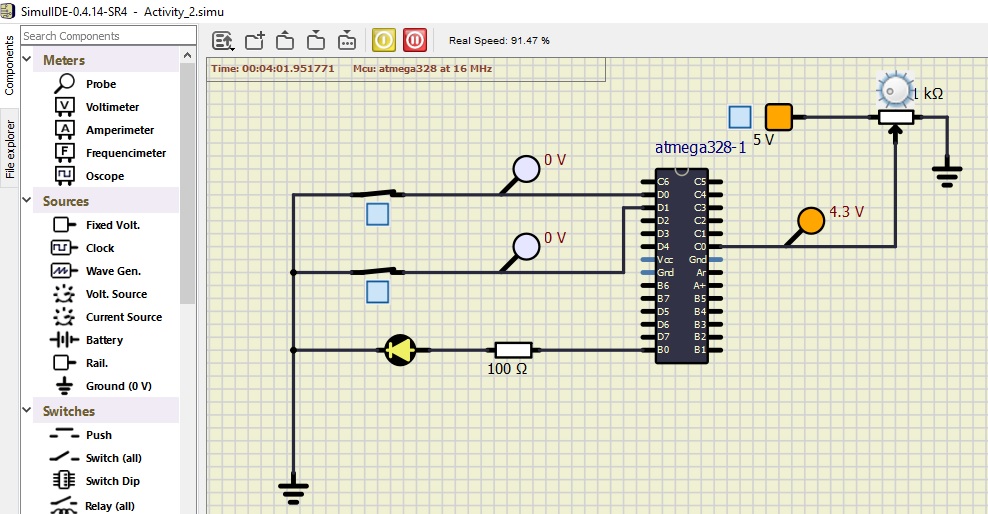 SimulIDE-0.4.14-SR4 - Activity_2.simu
Components
File explorer
Search Components
Meters
Probe
Voltimeter
Amperimeter
Frequencimeter
Oscope
Sources
Fixed Volt.
Clock
Wave Gen.
Volt. Source
Current Source
Battery
Rail.
Ground (0 V)
Switches
Push
Switch (all)
Switch Dip
Relay (all)
Real Speed: 91.47 %
Time: 00:04:01.951771 Mcu: atmega328 at 16 MHz
1 kΩ
5 V
atmega328-1
0 V
4.3 V
0 V
100 Ω
C6 C5
D0 C4
D1 C3
D2 C2
D3 C1
D4 C0
Vcc Gnd
Gnd Ar
B6 A+
B7 B5
D5 B4
D6 B3
D7 B2
B0 B1